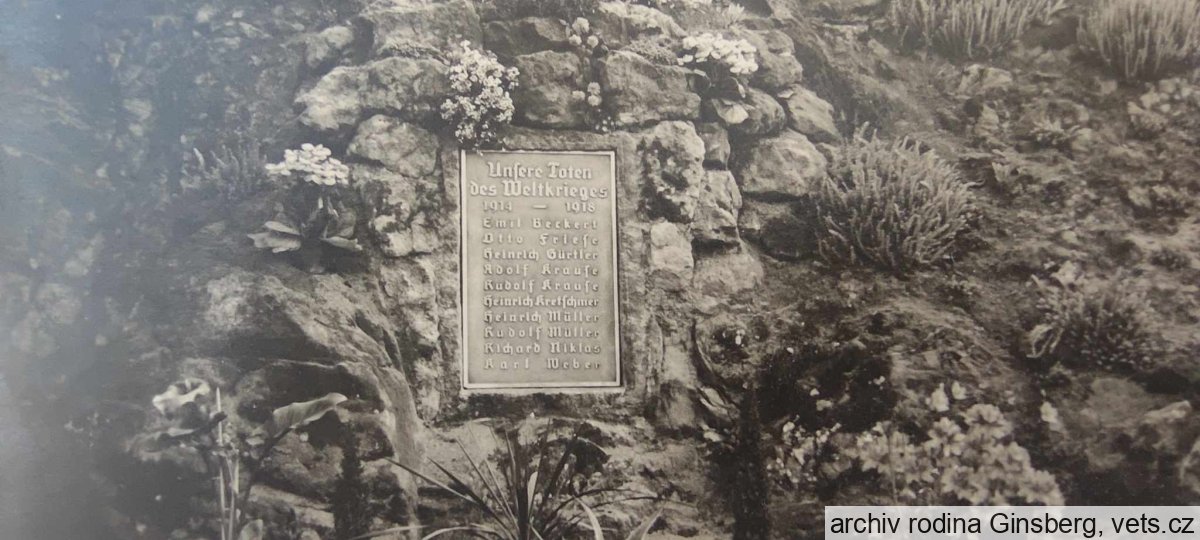 Unsere Toten
des Weltkrieges
1914 — 1918
Emil Beckert
Otto Friese
Heinrich Gürtler
Adolf Krause
Rudolf Krause
Heinrich Kretschmer
Heinrich Müller
Rudolf Müller
Richard Niklas
Karl Weber
archiv rodina Ginsberg, vets.cz